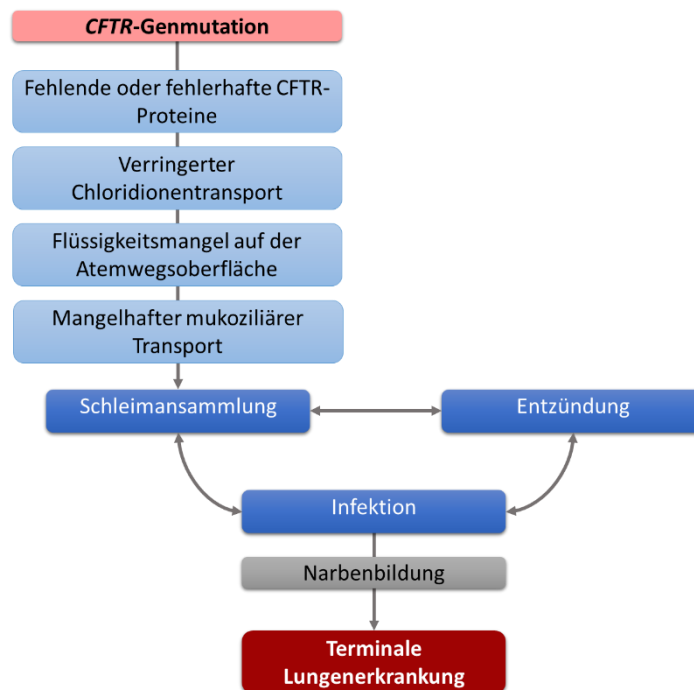 CFTR-Genmutation
Fehlende oder fehlerhafte CFTR-
Proteine
Verringerter
Chloridionentransport
Flüssigkeitsmangel auf der
Atemwegsoberfläche
Mangelhafter mukoziliärer
Transport
Schleimansammlung
Entzündung
Infektion
Narbenbildung
Terminale
Lungenerkrankung